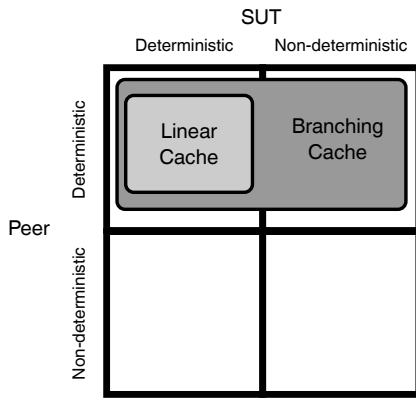 SUT
Deterministic
Non-deterministic
Deterministic
Linear
Cache
Branching
Cache
Peer
Non-deterministic